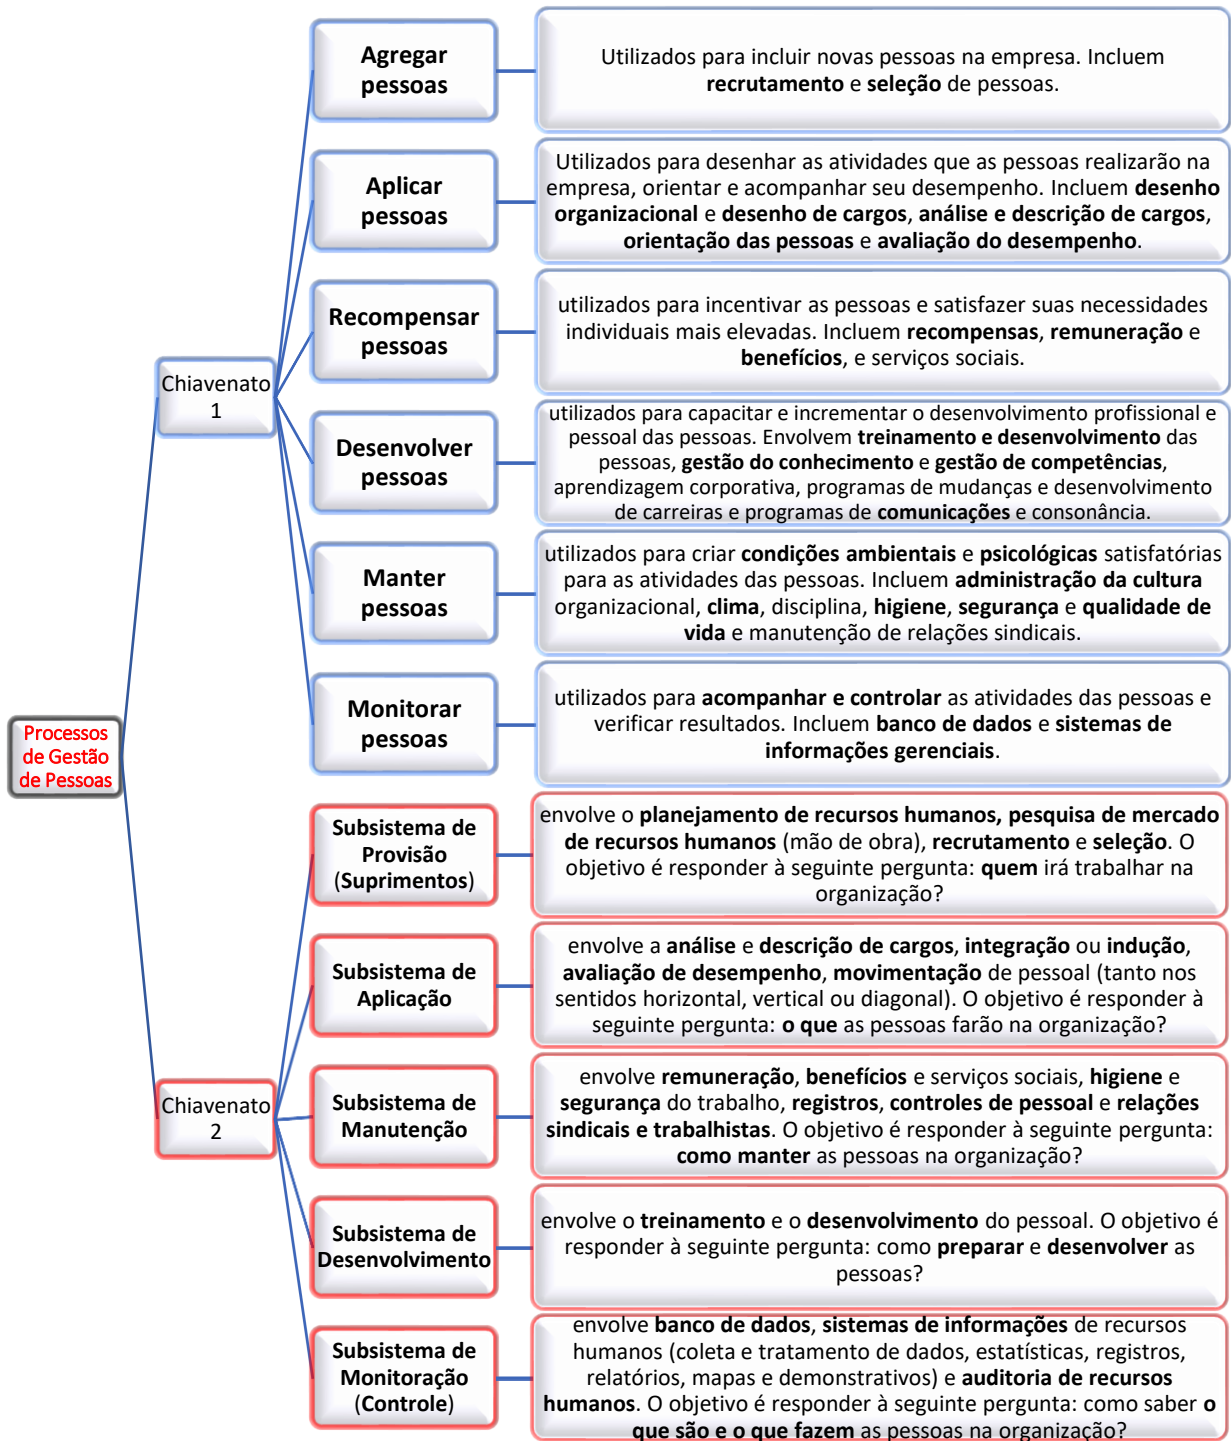 Processos
de Gestão
de Pessoas
Chiavenato
1
Agregar
pessoas
Utilizados para incluir novas pessoas na empresa. Incluem
recrutamento e seleção de pessoas.
Aplicar
pessoas
Utilizados para desenhar as atividades que as pessoas realizarão na
empresa, orientar e acompanhar seu desempenho. Incluem desenho
organizacional e desenho de cargos, análise e descrição de cargos,
orientação das pessoas e avaliação do desempenho.
Recompensar
pessoas
utilizados para incentivar as pessoas e satisfazer suas necessidades
individuais mais elevadas. Incluem recompensas, remuneração e
benefícios, e serviços sociais.
Desenvolver
pessoas
utilizados para capacitar e incrementar o desenvolvimento profissional e
pessoal das pessoas. Envolvem treinamento e desenvolvimento das
pessoas, gestão do conhecimento e gestão de competências,
aprendizagem corporativa, programas de mudanças e desenvolvimento
de carreiras e programas de comunicações e consonância.
Manter
pessoas
utilizados para criar condições ambientais e psicológicas satisfatórias
para as atividades das pessoas. Incluem administração da cultura
organizacional, clima, disciplina, higiene, segurança e qualidade de
vida e manutenção de relações sindicais.
Monitorar
pessoas
utilizados para acompanhar e controlar as atividades das pessoas e
verificar resultados. Incluem banco de dados e sistemas de
informações gerenciais.
Chiavenato
2
Subsistema de
Provisão
(Suprimentos)
envolve o planejamento de recursos humanos, pesquisa de mercado
de recursos humanos (mão de obra), recrutamento e seleção. O
objetivo é responder à seguinte pergunta: quem irá trabalhar na
organização?
Subsistema de
Aplicação
envolve a análise e descrição de cargos, integração ou indução,
avaliação de desempenho, movimentação de pessoal (tanto nos
sentidos horizontal, vertical ou diagonal). O objetivo é responder à
seguinte pergunta: o que as pessoas farão na organização?
Subsistema de
Manutenção
envolve remuneração, benefícios e serviços sociais, higiene e
segurança do trabalho, registros, controles de pessoal e relações
sindicais e trabalhistas. O objetivo é responder à seguinte pergunta:
como manter as pessoas na organização?
Subsistema de
Desenvolvimento
envolve o treinamento e o desenvolvimento do pessoal. O objetivo é
responder à seguinte pergunta: como preparar e desenvolver as
pessoas?
Subsistema de
Monitoração
(Controle)
envolve banco de dados, sistemas de informações de recursos
humanos (coleta e tratamento de dados, estatísticas, registros,
relatórios, mapas e demonstrativos) e auditoria de recursos
humanos. O objetivo é responder à seguinte pergunta: como saber o
que são e o que fazem as pessoas na organização?